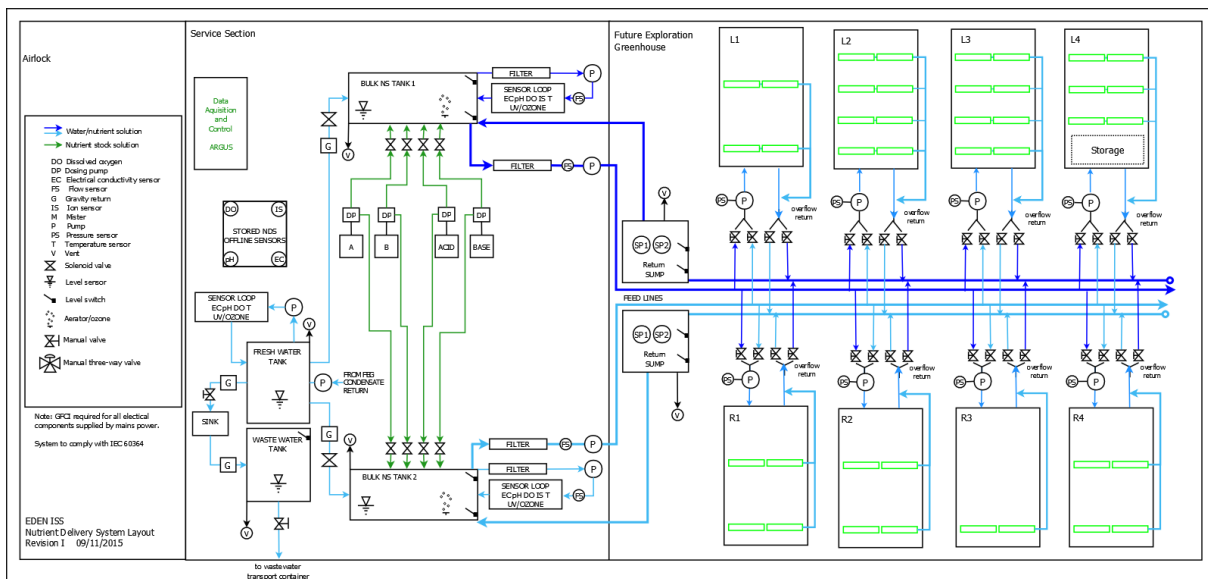 Airlock
Service Section
Future Exploration
Greenhouse
Data
Aquisition
and
Control
ARGUS
Water/nutrient solution
Nutrient stock solution
DO Dissolved oxygen
DP Dosing pump
EC Electrical conductivity sensor
FS Flow sensor
G Gravity return
IS Ion sensor
M Mister
P Pump
PS Pressure sensor
T Temperature sensor
V Vent
Solenoid valve
Level sensor
Level switch
Aerator/ozone
Manual valve
Manual three-way valve
Note: GFCI required for all electical
components supplied by mains power.
System to comply with IEC 60364
EDEN ISS
Nutrient Delivery System Layout
Revision I 09/11/2015
DO
IS
STORED NDS
OFFLINE SENSORS
pH
EC
SENSOR LOOP
EC pH DO T
UV/OZONE
P
V
FRESH WATER
TANK
G
SINK
G
WASTE WATER
TANK
V
to wastewater
transport container
P
FROM FEG
CONDENSATE
RETURN
G
G
V
BULK NS TANK 1
FILTER
P
SENSOR LOOP
EC pH DO IS T
UV/OZONE
FS
FILTER
FS
P
V
DP
DP
DP
DP
A
B
ACID
BASE
V
BULK NS TANK 2
FILTER
FS
P
FILTER
P
SENSOR LOOP
EC pH DO IS T
UV/OZONE
FS
V
SP1
SP2
Return
SUMP
FEED LINES
SP1
SP2
Return
SUMP
V
L1
L2
L3
L4
Storage
PS
P
overflow
return
PS
P
overflow
return
PS
P
overflow
return
PS
P
overflow
return
PS
P
overflow
return
PS
P
overflow
return
PS
P
overflow
return
PS
P
overflow
return
R1
R2
R3
R4